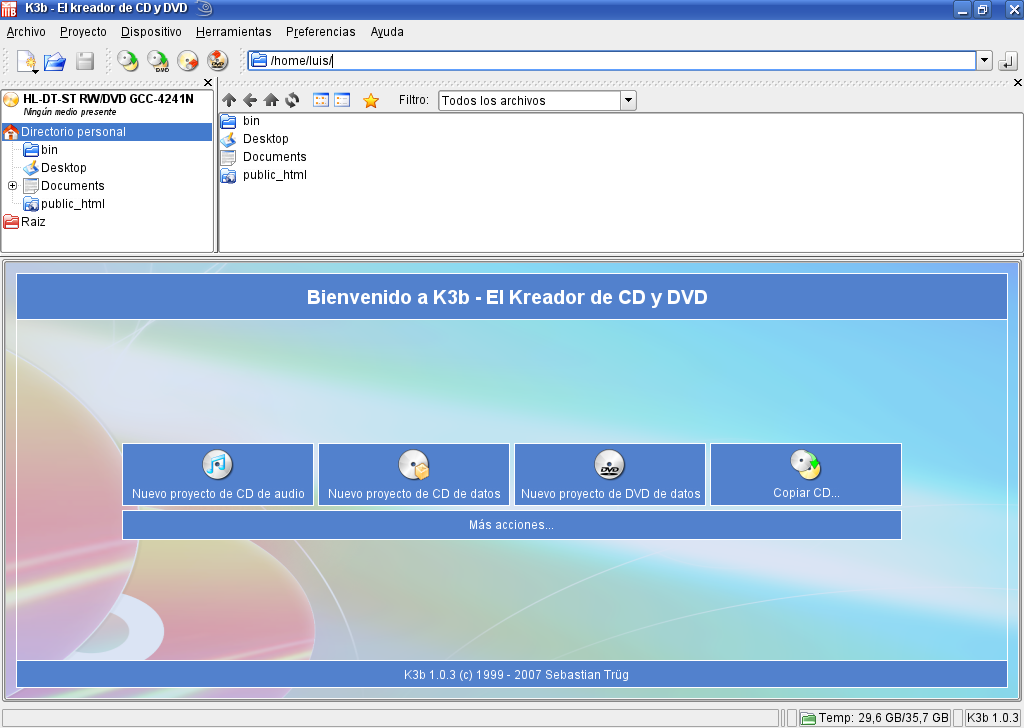 K3b - El kreador de CD y DVD
Archivo Proyecto Dispositivo Herramientas Preferencias Ayuda
DVD
/home/luis/
HL-DT-ST RW/DVD GCC-4241N
Ningún medio presente
Directorio personal
bin
Desktop
Documents
public_html
Raiz
Filtro: Todos los archivos
bin
Desktop
Documents
public_html
Bienvenido a K3b - El Kreador de CD y DVD
DVD
Nuevo proyecto de CD de audio
Nuevo proyecto de CD de datos
Nuevo proyecto de DVD de datos
Copiar CD...
Más acciones...
K3b 1.0.3 (c) 1999 - 2007 Sebastian Trüg
Temp: 29,6 GB/35,7 GB K3b 1.0.3